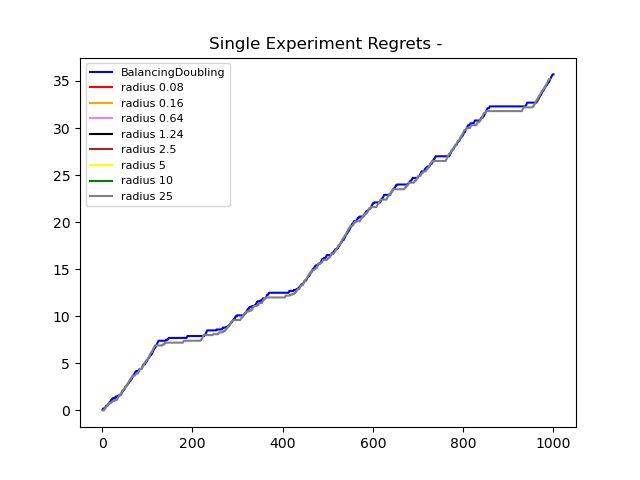 Single Experiment Regrets -
BalancingDoubling
radius 0.08
radius 0.16
radius 0.64
radius 1.24
radius 2.5
radius 5
radius 10
radius 25
35
30
25
20
15
10
5
0
0 200 400 600 800 1000